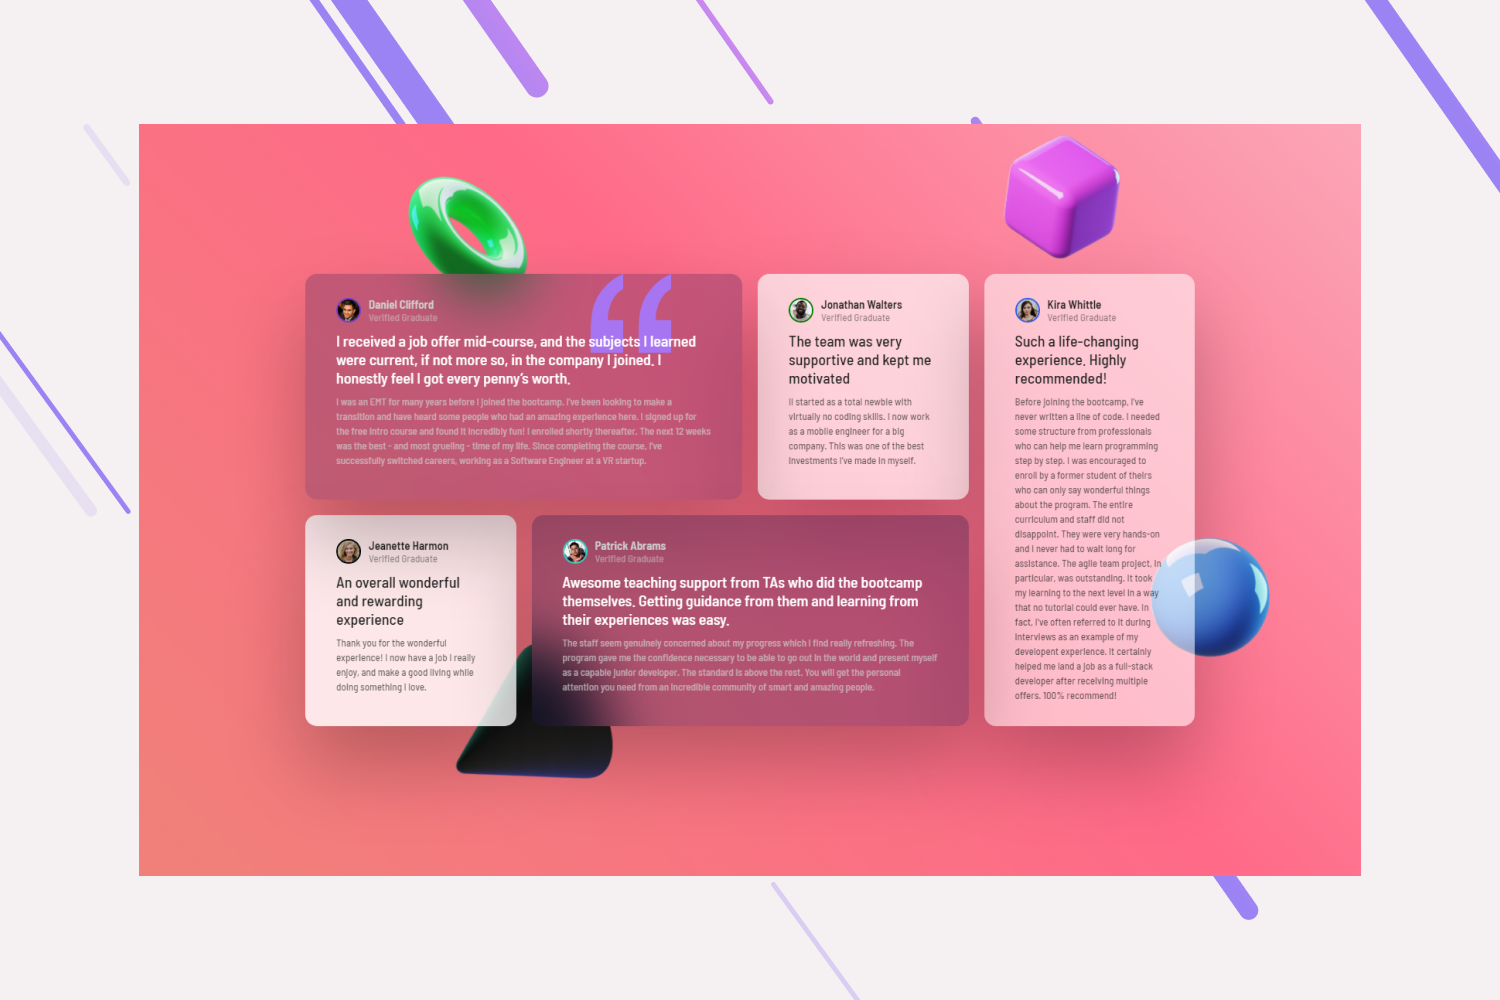 “
Daniel Clifford
Verified Graduate
I received a job offer mid-course, and the subjects I learned
were current, if not more so, in the company I joined. I
honestly feel I got every penny’s worth.
I was an EMT for many years before I joined the bootcamp. I’ve been looking to make a
transition and have heard some people who had an amazing experience here. I signed up for
the free intro course and found it incredibly fun! I enrolled shortly thereafter. The next 12 weeks
was the best - and most grueling - time of my life. Since completing the course, I’ve
successfully switched careers, working as a Software Engineer at a VR startup.
Jonathan Walters
Verified Graduate
The team was very
supportive and kept me
motivated
II started as a total newbie with
virtually no coding skills. I now work
as a mobile engineer for a big
company. This was one of the best
investments I’ve made in myself.
Kira Whittle
Verified Graduate
Such a life-changing
experience. Highly
recommended!
Before joining the bootcamp, I’ve
never written a line of code. I needed
some structure from professionals
who can help me learn programming
step by step. I was encouraged to
enroll by a former student of theirs
who can only say wonderful things
about the program. The entire
curriculum and staff did not
disappoint. They were very hands-on
and I never had to wait long for
assistance. The agile team project, in
particular, was outstanding. It took
my learning to the next level in a way
that no tutorial could ever have. In
fact, I’ve often referred to it during
interviews as an example of my
developent experience. It certainly
helped me land a job as a full-stack
developer after receiving multiple
offers. 100% recommend!
Jeanette Harmon
Verified Graduate
An overall wonderful
and rewarding
experience
Thank you for the wonderful
experience! I now have a job I really
enjoy, and make a good living while
doing something I love.
Patrick Abrams
Verified Graduate
Awesome teaching support from TAs who did the bootcamp
themselves. Getting guidance from them and learning from
their experiences was easy.
The staff seem genuinely concerned about my progress which I find really refreshing. The
program gave me the confidence necessary to be able to go out in the world and present myself
as a capable junior developer. The standard is above the rest. You will get the personal
attention you need from an incredible community of smart and amazing people.